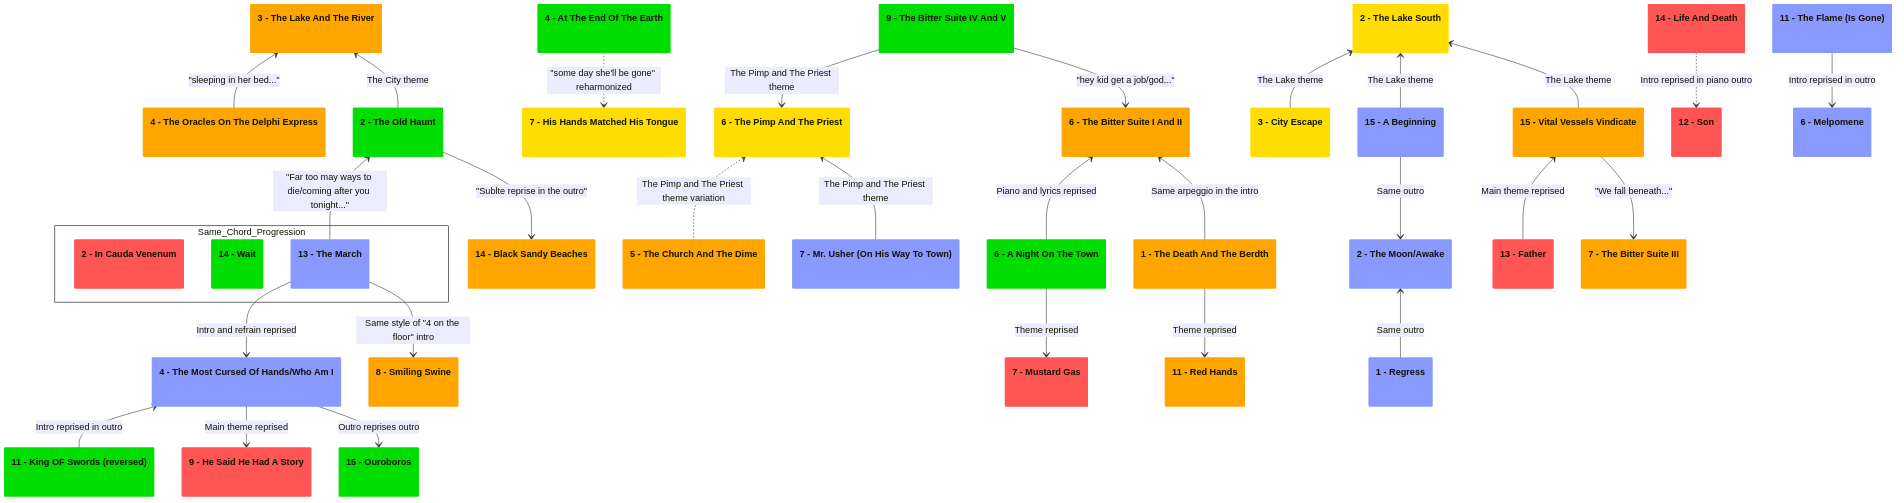 3 - The Lake And The River
4 - At The End Of The Earth
9 - The Bitter Suite IV And V
2 - The Lake South
14 - Life And Death
11 - The Flame (Is Gone)
"sleeping in her bed..."
The City theme
"some day she'll be gone"
reharmonized
The Pimp and The Priest
theme
"hey kid get a job/god..."
The Lake theme
The Lake theme
The Lake theme
Intro reprised in piano outro
Intro reprised in outro
4 - The Oracles On The Delphi Express
2 - The Old Haunt
7 - His Hands Matched His Tongue
6 - The Pimp And The Priest
6 - The Bitter Suite I And II
3 - City Escape
15 - A Beginning
15 - Vital Vessels Vindicate
12 - Son
6 - Melpomene
"Far too may ways to
die/coming after you
tonight..."
"Sublte reprise in the outro"
The Pimp and The Priest
theme variation
The Pimp and The Priest
theme
Piano and lyrics reprised
Same arpeggio in the intro
Same outro
Main theme reprised
"We fall beneath..."
Same_Chord_Progression
2 - In Cauda Venenum
14 - Wait
13 - The March
14 - Black Sandy Beaches
5 - The Church And The Dime
7 - Mr. Usher (On His Way To Town)
6 - A Night On The Town
1 - The Death And The Berdth
2 - The Moon/Awake
13 - Father
7 - The Bitter Suite III
Intro and refrain reprised
Same style of "4 on the
floor" intro
Theme reprised
Theme reprised
Same outro
4 - The Most Cursed Of Hands/Who Am I
8 - Smiling Swine
7 - Mustard Gas
11 - Red Hands
1 - Regress
Intro reprised in outro
Main theme reprised
Outro reprises outro
11 - King OF Swords (reversed)
9 - He Said He Had A Story
15 - Ouroboros